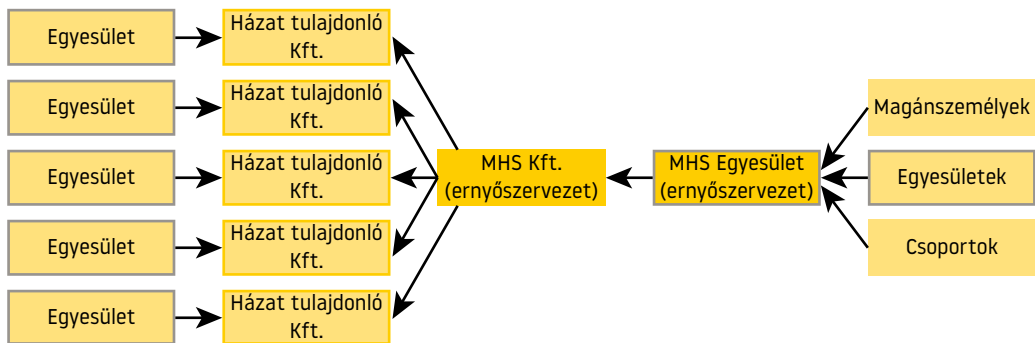 Egyesület
Házat tulajdonló
Kft.
Egyesület
Házat tulajdonló
Kft.
Egyesület
Házat tulajdonló
Kft.
Egyesület
Házat tulajdonló
Kft.
Egyesület
Házat tulajdonló
Kft.
MHS Kft.
(ernyőszervezet)
MHS Egyesület
(ernyőszervezet)
Magánszemélyek
Egyesületek
Csoportok